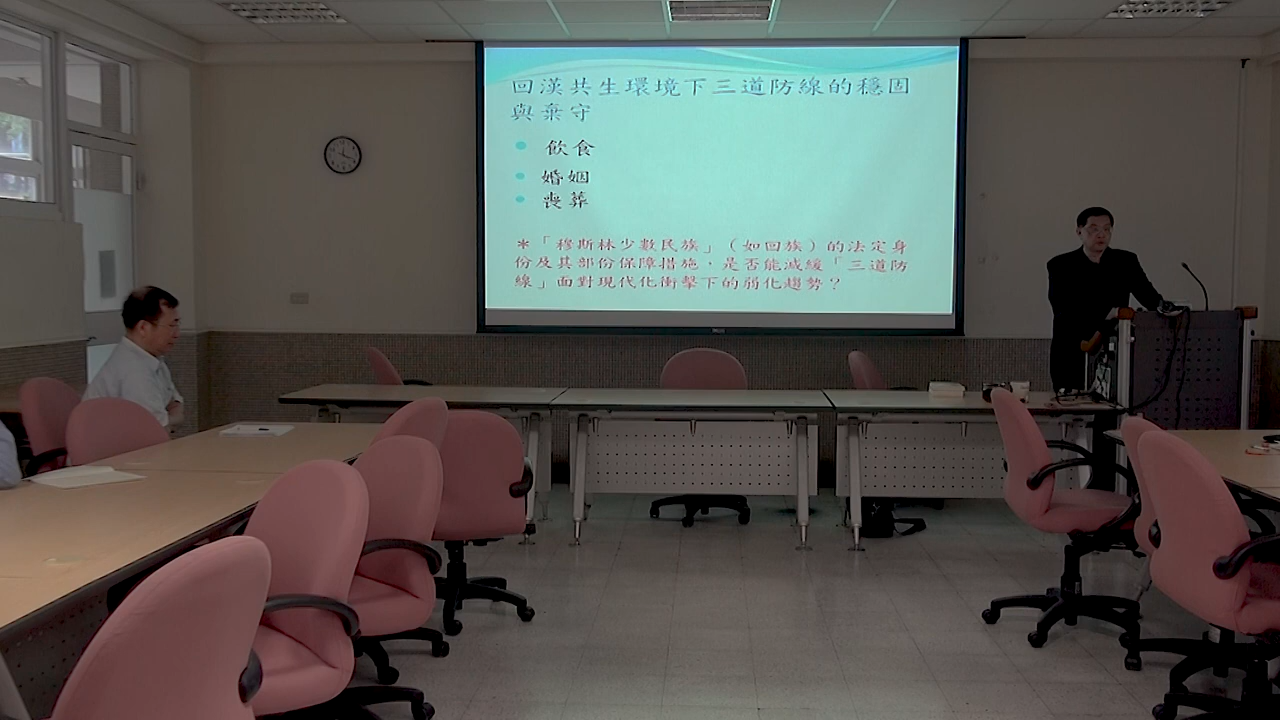 回漢共生環境下三道防線的穩固
與棄守
飲食
婚姻
喪葬
＊「穆斯林少數民族」（如回族）的法定身
份及其部份保障措施，是否能減緩「三道防
線」面對現代化衝擊下的弱化趨勢？